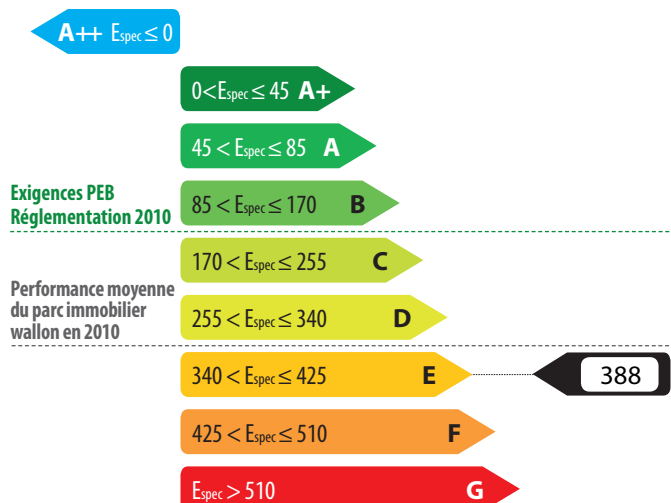 A++ Espec ≤ 0
0<Espec ≤ 45 A+
45 < Espec ≤ 85 A
Exigences PEB
Réglementation 2010
85 < Espec ≤ 170 B
170 < Espec ≤ 255 C
Performance moyenne
du parc immobilier
wallon en 2010
255 < Espec ≤ 340 D
340 < Espec ≤ 425 E
388
425 < Espec ≤ 510 F
Espec > 510 G